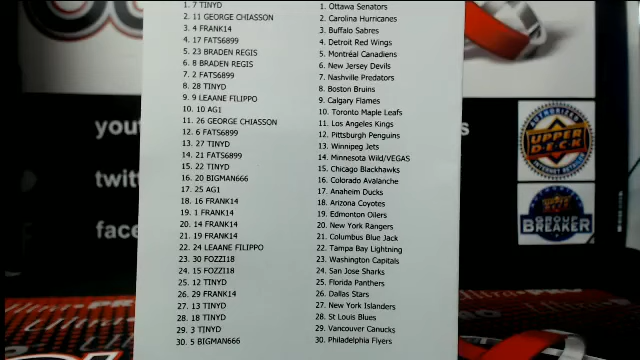 1. 7 TINYD
2. 11 GEORGE CHIASSON
3. 4 FRANK14
4. 17 FATS6899
5. 23 BRADEN REGIS
6. 8 BRADEN REGIS
7. 2 FATS6899
8. 28 TINYD
9. 9 LEAANE FILIPPO
10. 10 AGI
11. 26 GEORGE CHIASSON
12. 6 FATS6899
13. 27 TINYD
14. 21 FATS6899
15. 22 TINYD
16. 20 BIGMAN666
17. 25 AGI
18. 16 FRANK14
19. 1 FRANK14
20. 14 FRANK14
21. 19 FRANK14
22. 24 LEAANE FILIPPO
23. 30 FOZZI18
24. 15 FOZZI18
25. 12 TINYD
26. 29 FRANK14
27. 13 TINYD
28. 18 TINYD
29. 3 TINYD
30. 5 BIGMAN666
1. Ottawa Senators
2. Carolina Hurricanes
3. Buffalo Sabres
4. Detroit Red Wings
5. Montréal Canadiens
6. New Jersey Devils
7. Nashville Predators
8. Boston Bruins
9. Calgary Flames
10. Toronto Maple Leafs
11. Los Angeles Kings
12. Pittsburgh Penguins
13. Winnipeg Jets
14. Minnesota Wild/VEGAS
15. Chicago Blackhawks
16. Colorado Avalanche
17. Anaheim Ducks
18. Arizona Coyotes
19. Edmonton Oilers
20. New York Rangers
21. Columbus Blue Jack
22. Tampa Bay Lightning
23. Washington Capitals
24. San Jose Sharks
25. Florida Panthers
26. Dallas Stars
27. New York Islanders
28. St Louis Blues
29. Vancouver Canucks
30. Philadelphia Flyers
yout
twitt
face
s
AUTHORIZED
UPPER DECK
INTERNET RETAILER
GROUP
BREAKER